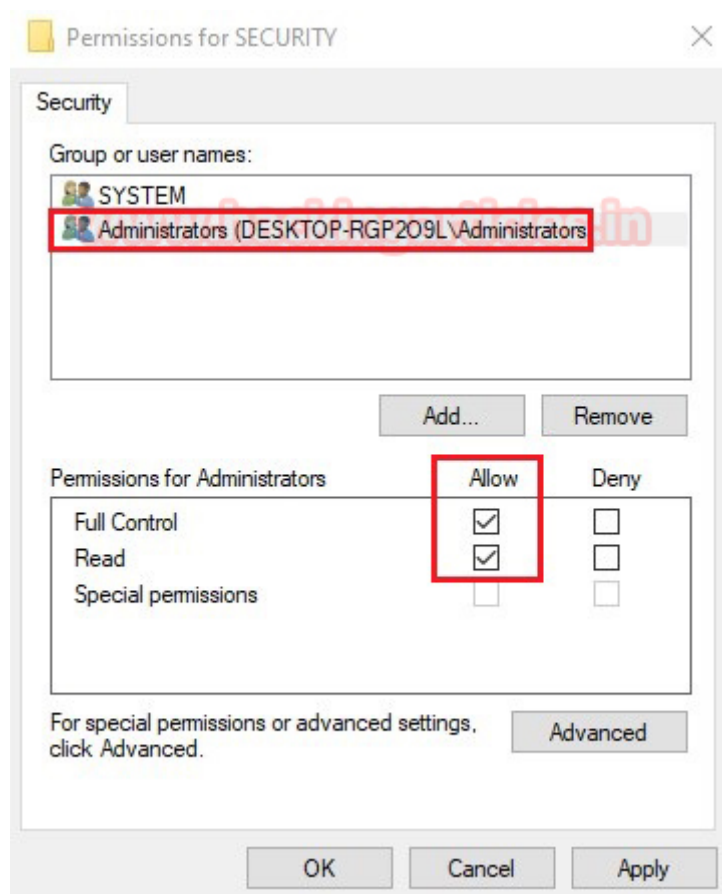 Permissions for SECURITY
Security
Group or user names:
SYSTEM
Administrators (DESKTOP-RGP2O9L\Administrators
Add... Remove
Permissions for Administrators Allow Deny
Full Control
Read
Special permissions
For special permissions or advanced settings,
click Advanced.
Advanced
OK Cancel Apply